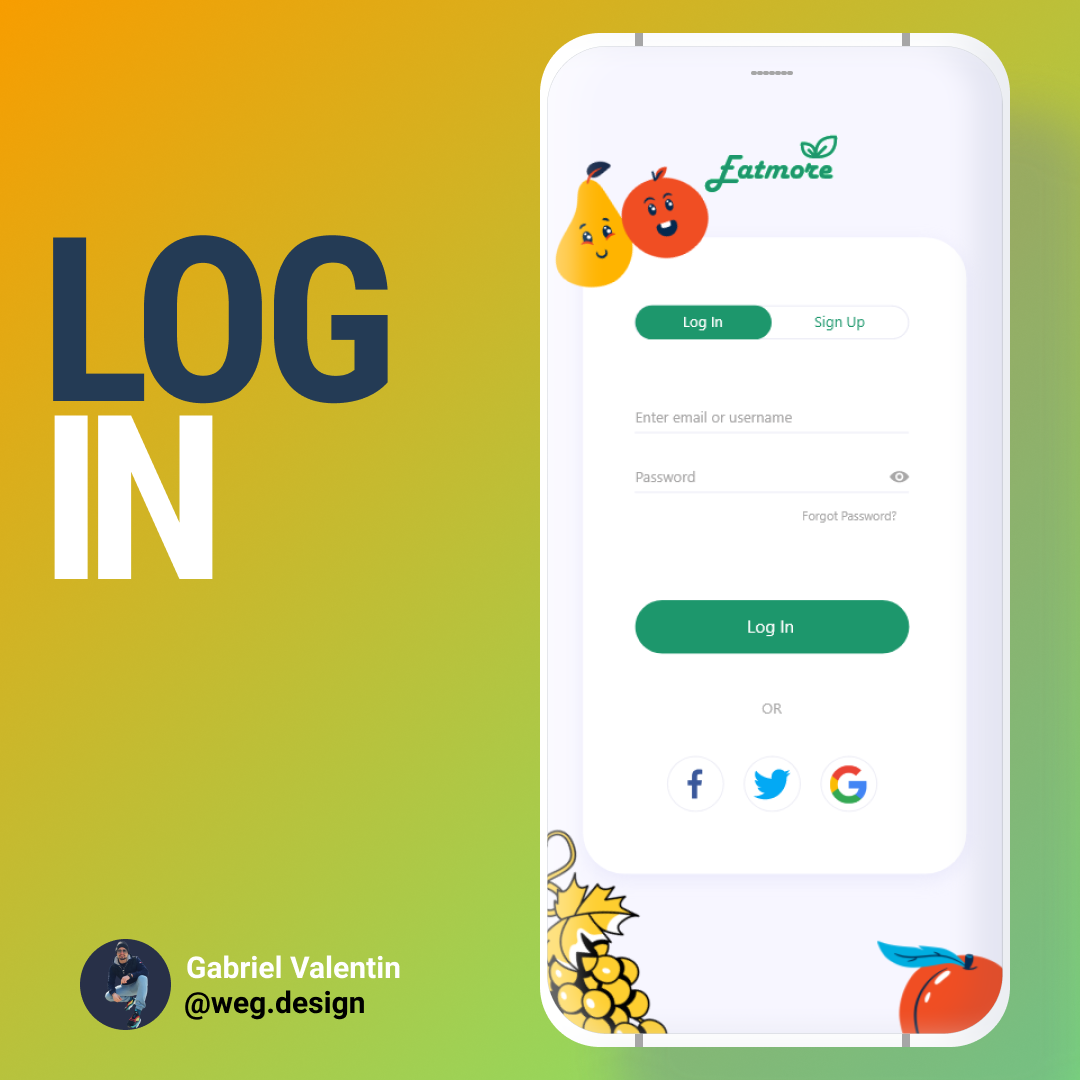 LOG
IN
Eatmore
Log In
Sign Up
Enter email or username
Password
Forgot Password?
Log In
OR
Gabriel Valentin
@weg.design